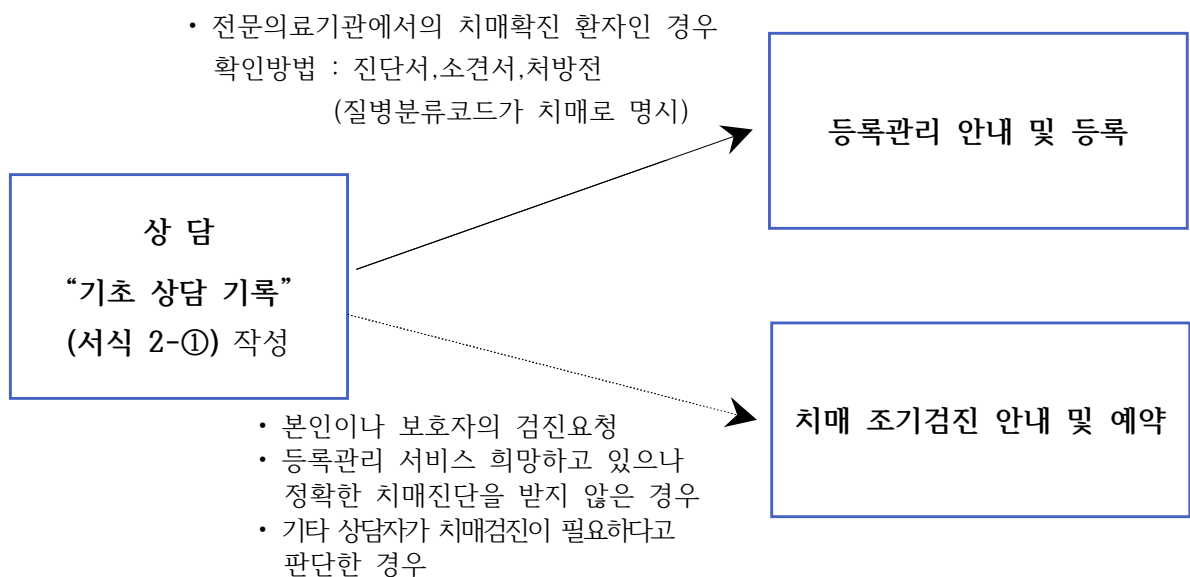 • 전문의료기관에서의 치매확진 환자인 경우
확인방법 : 진단서,소견서,처방전
(질병분류코드가 치매로 명시)
등록관리 안내 및 등록
상 담
“기초 상담 기록”
(서식 2-①) 작성
치매 조기검진 안내 및 예약
• 본인이나 보호자의 검진요청
• 등록관리 서비스 희망하고 있으나
정확한 치매진단을 받지 않은 경우
• 기타 상담자가 치매검진이 필요하다고
판단한 경우